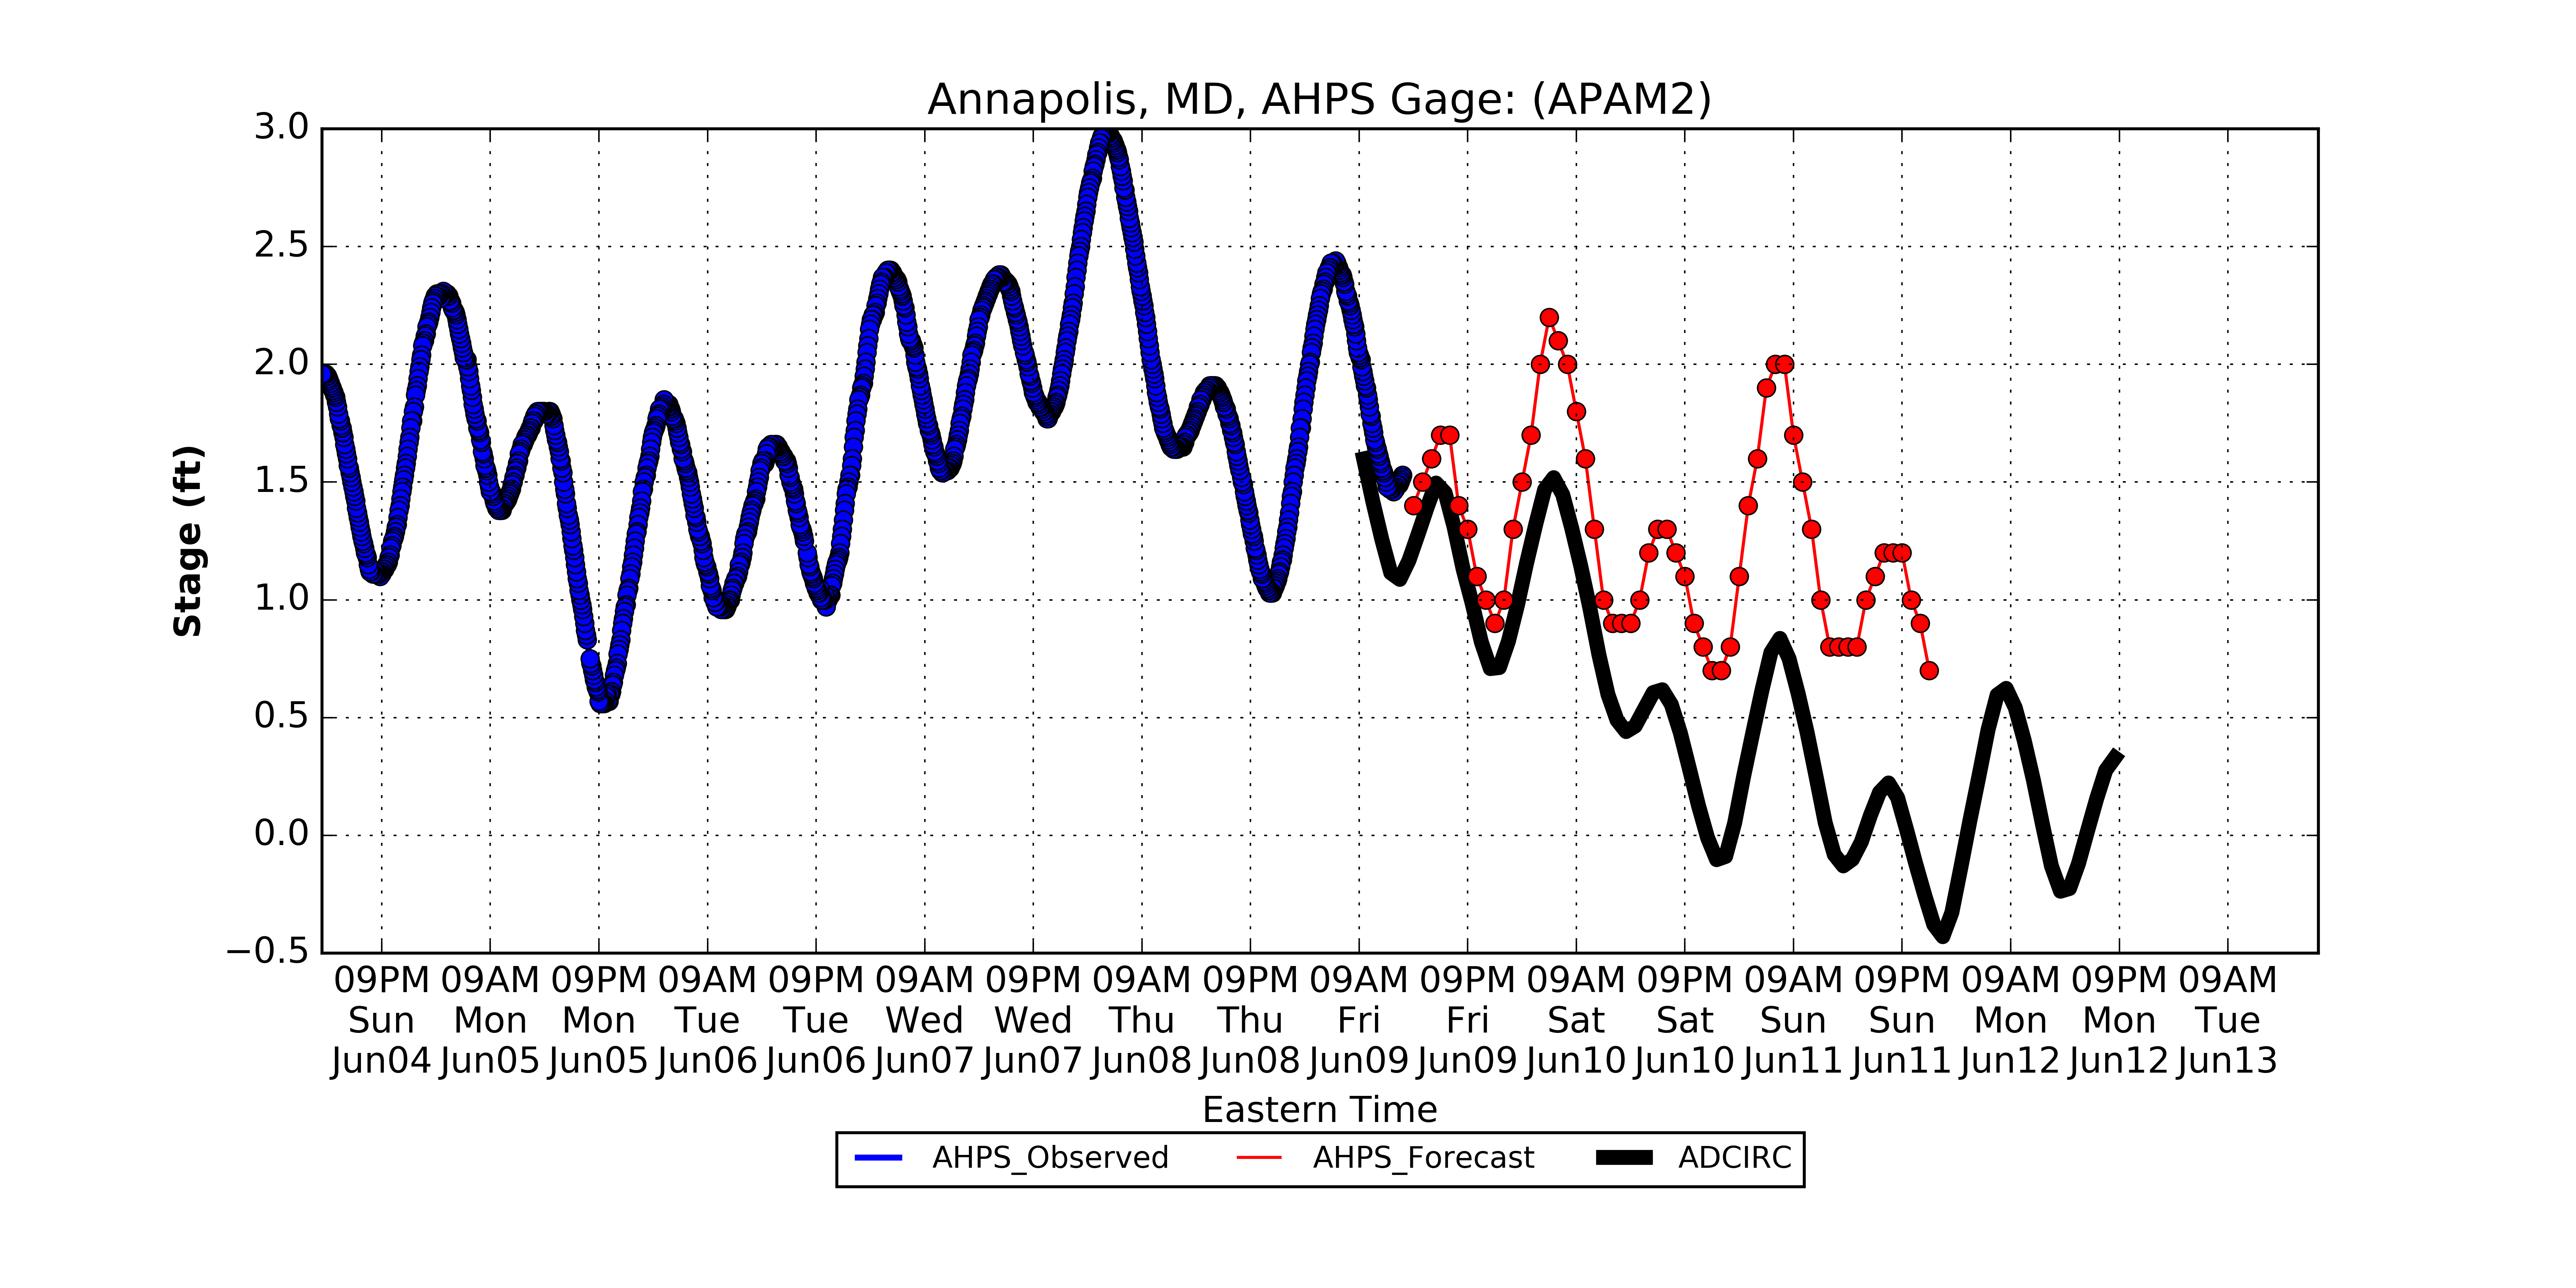 Annapolis, MD, AHPS Gage: (APAM2)
3.0
2.5
2.0
1.5
1.0
0.5
0.0
−0.5
Stage (ft)
09PM 09AM 09PM 09AM 09PM 09AM 09PM 09AM 09PM 09AM 09PM 09AM 09PM 09AM 09PM 09AM 09PM 09AM
Sun Mon Mon Tue Tue Wed Wed Thu Thu Fri Fri Sat Sat Sun Sun Mon Mon Tue
Jun04 Jun05 Jun05 Jun06 Jun06 Jun07 Jun07 Jun08 Jun08 Jun09 Jun09 Jun10 Jun10 Jun11 Jun11 Jun12 Jun12 Jun13
Eastern Time
AHPS_Observed AHPS_Forecast ADCIRC